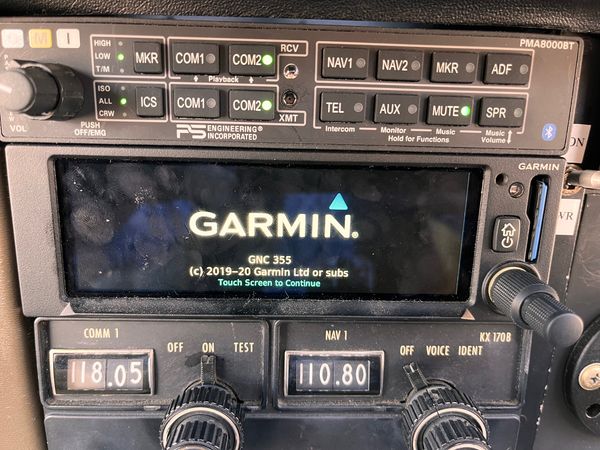 PMA8000BT
HIGH
LOW
T/M
MKR COM1 COM2 RCV
Playback
NAV1 NAV2 MKR ADF
ISO
ALL
CRW
ICS COM1 COM2 XMT
TEL AUX MUTE SPR
Intercom Monitor Music Music
Hold for Functions Volume
VOL
PUSH
OFF/EMG
PS ENGINEERING®
INCORPORATED
ON
GARMIN
GARMIN.
GNC 355
(c) 2019-20 Garmin Ltd or subs
Touch Screen to Continue
COMM 1
OFF ON TEST
118.05
NAV 1
KX 170B
OFF VOICE IDENT
110.80